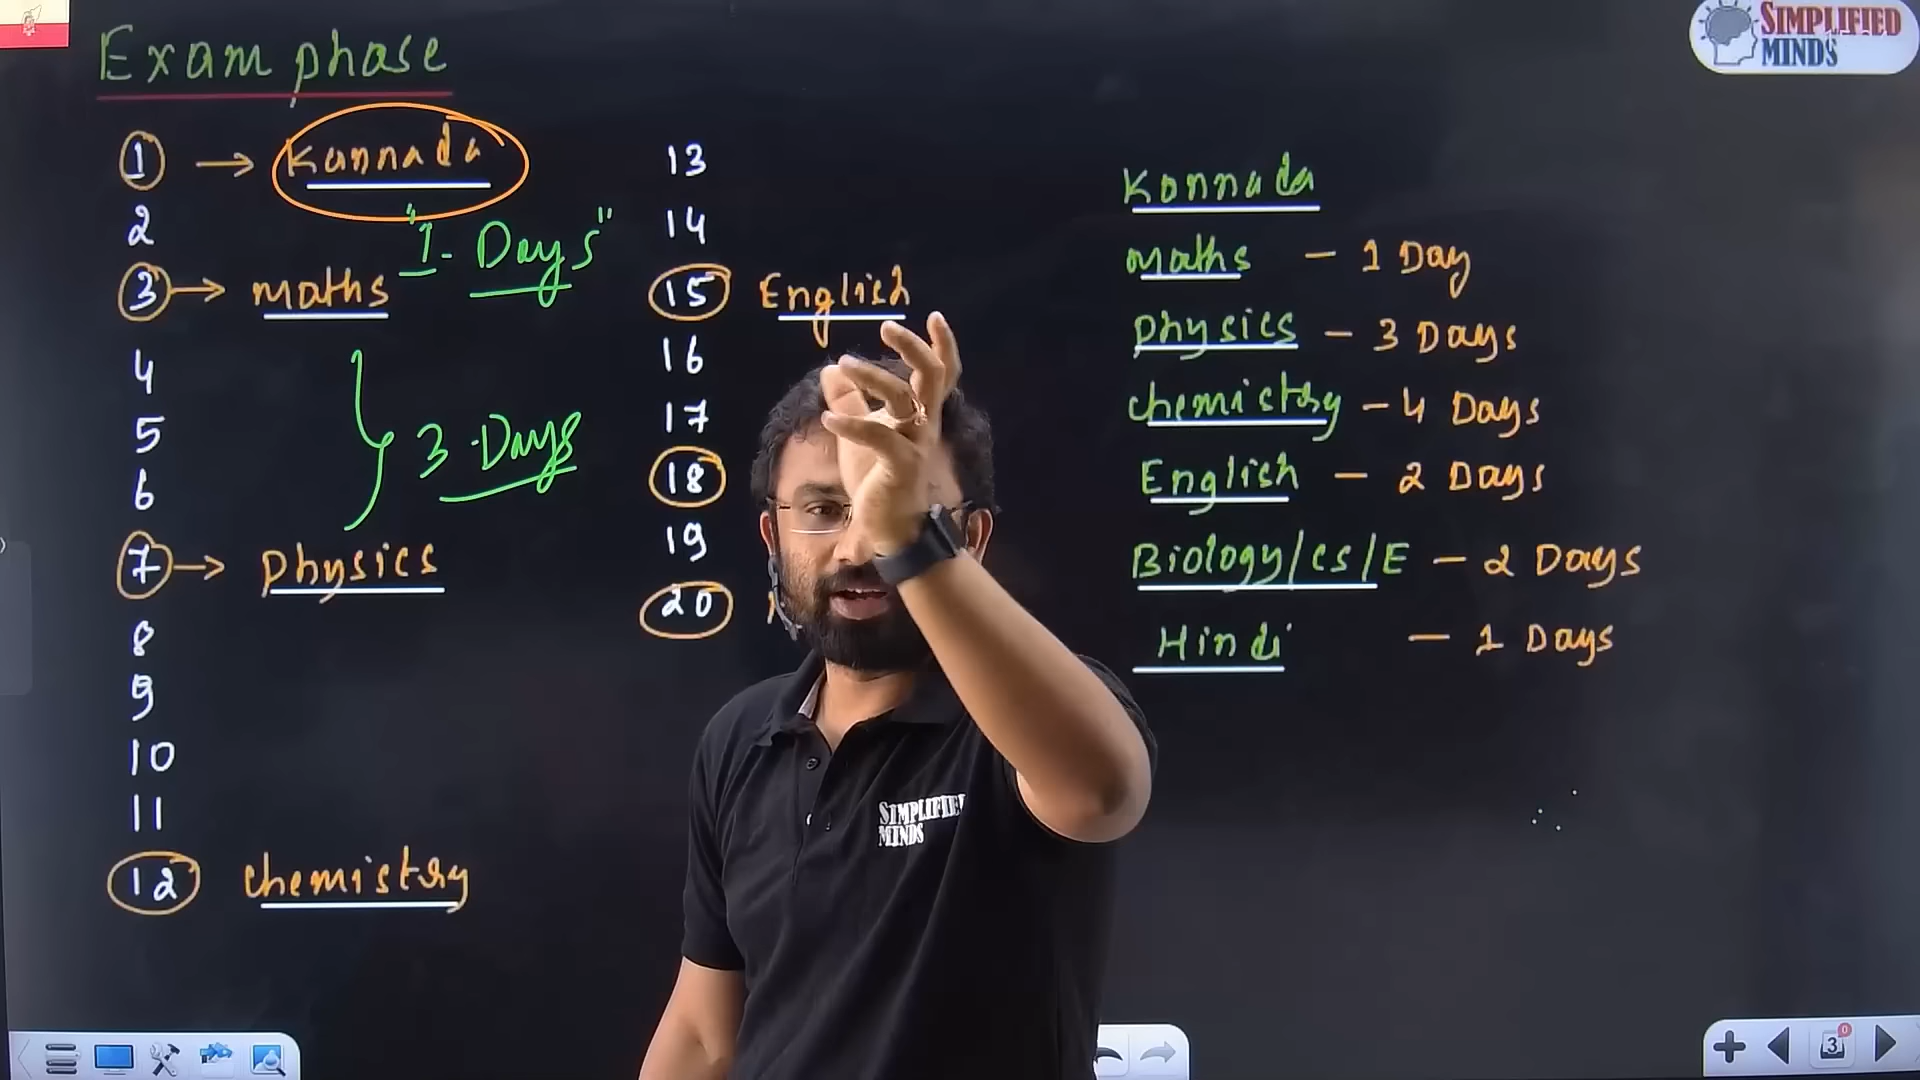 Exam phase
1 → Kannada
2
"1- Days"
3 → maths
4
5
3 Days
6
7 → Physics
8
9
10
11
12 chemistry
13
14
15 English
16
17
18
19
20
Kannada
maths - 1 Day
Physics - 3 Days
chemistry - 4 Days
English - 2 Days
Biology/cs/E - 2 Days
Hindi - 1 Days
SIMPLIFIED
MINDS
SIMPLIFIED
MINDS
3
0